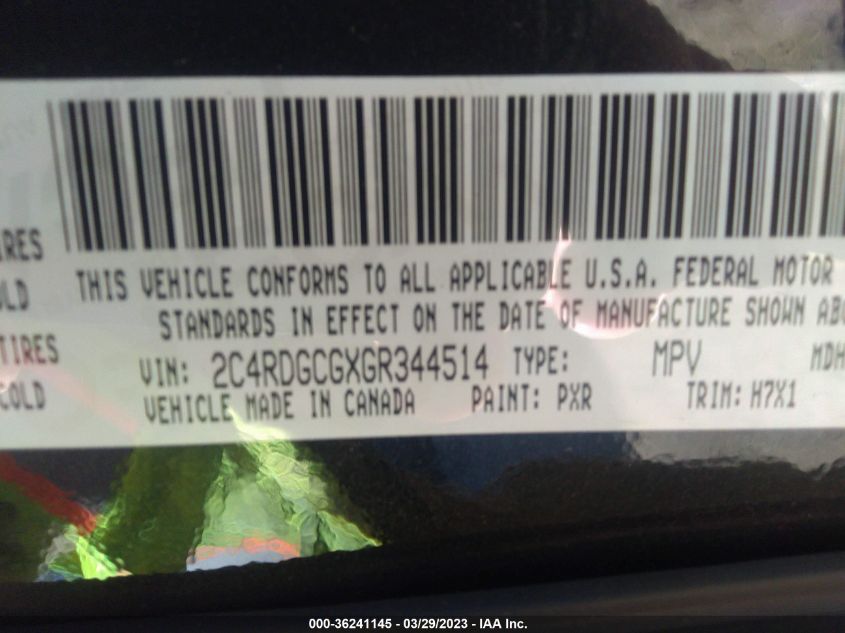 IRES
OLD
TIRES
COLD
THIS VEHICLE CONFORMS TO ALL APPLICABLE U.S.A. FEDERAL MOTOR
STANDARDS IN EFFECT ON THE DATE OF MANUFACTURE SHOWN ABO
VIN: 2C4RDGCGXGR344514 TYPE: MPV MDH
VEHICLE MADE IN CANADA PAINT: PXR TRIM: H7X1
000-36241145 - 03/29/2023 - IAA Inc.